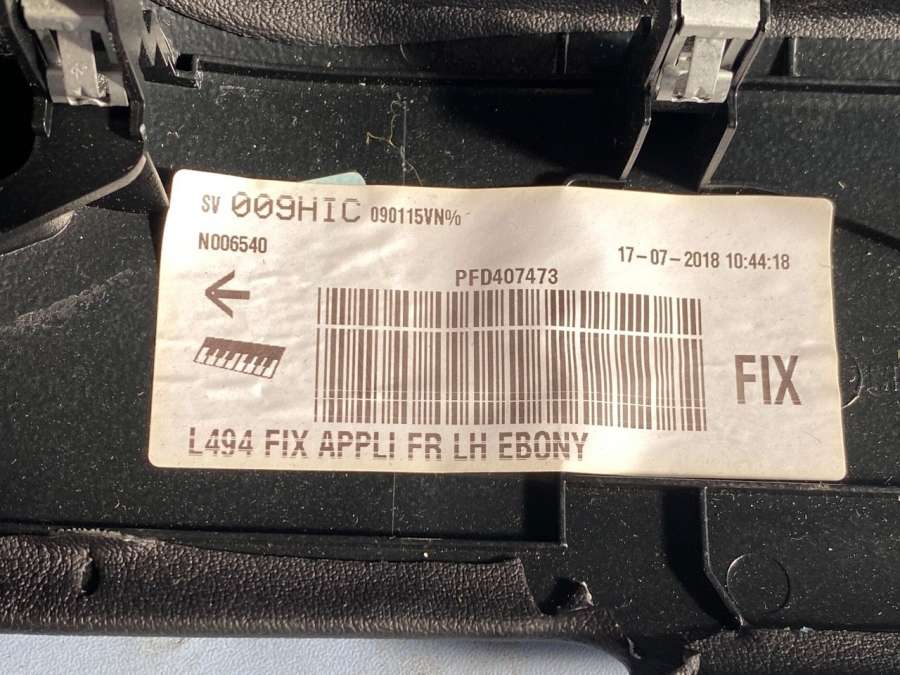 SV 009HIC 090115VN%
N006540
17-07-2018 10:44:18
PFD407473
FIX
L494 FIX APPLI FR LH EBONY